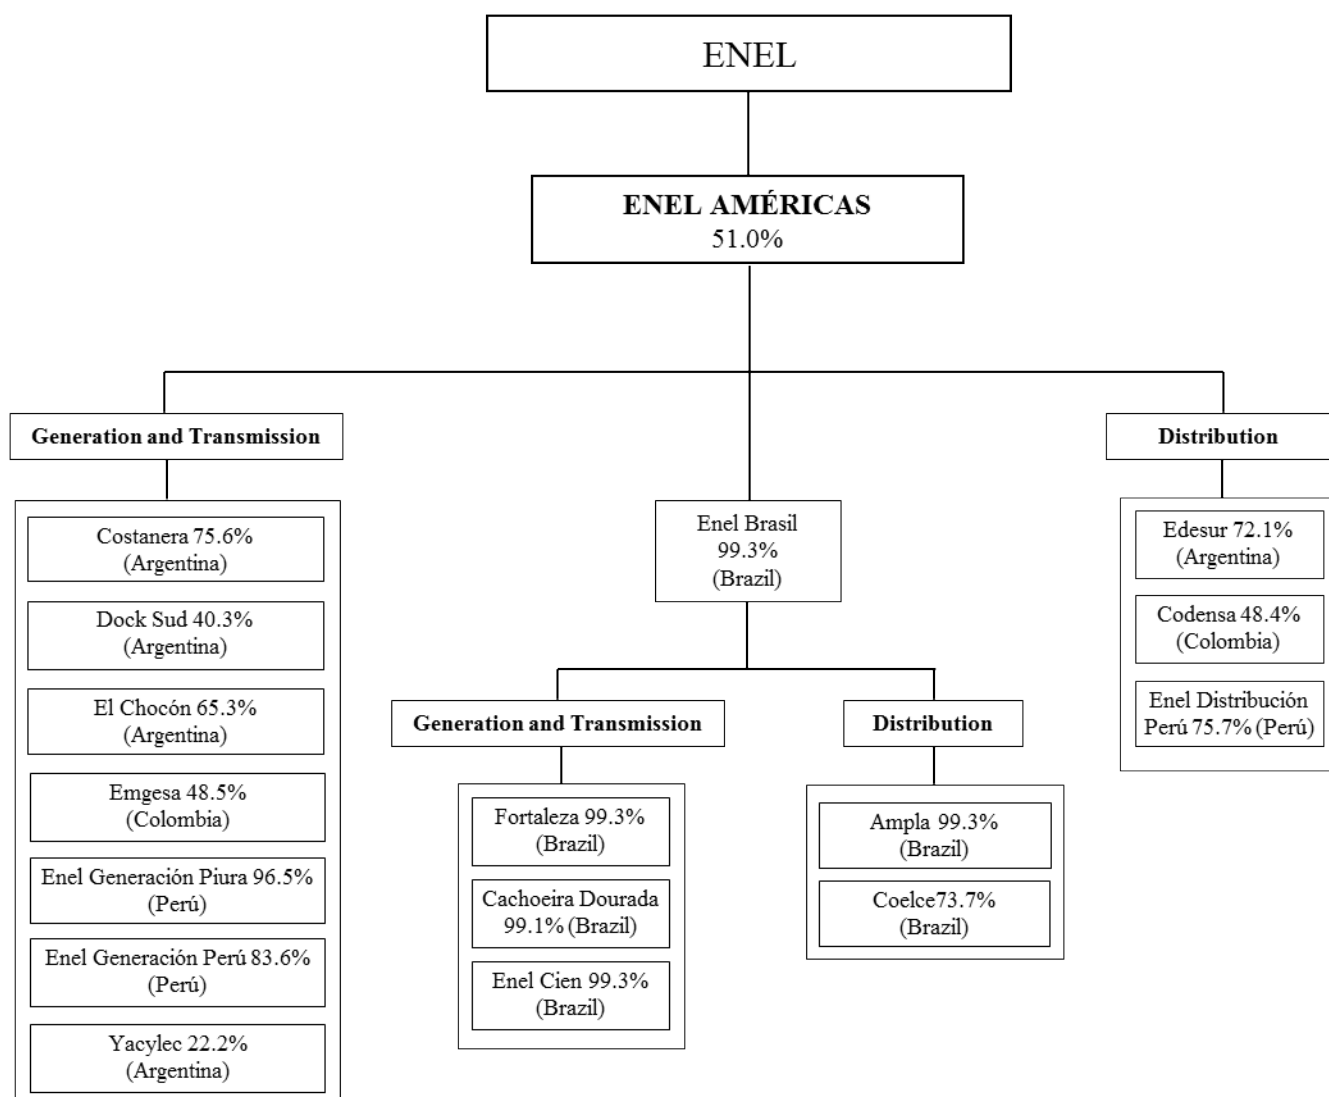 ENEL
ENEL AMÉRICAS
51.0%
Generation and Transmission
Costanera 75.6%
(Argentina)
Dock Sud 40.3%
(Argentina)
El Chocón 65.3%
(Argentina)
Emgesa 48.5%
(Colombia)
Enel Generación Piura 96.5%
(Perú)
Enel Generación Perú 83.6%
(Perú)
Yacylec 22.2%
(Argentina)
Enel Brasil
99.3%
(Brazil)
Generation and Transmission
Fortaleza 99.3%
(Brazil)
Cachoeira Dourada
99.1% (Brazil)
Enel Cien 99.3%
(Brazil)
Distribution
Ampla 99.3%
(Brazil)
Coelce73.7%
(Brazil)
Distribution
Edesur 72.1%
(Argentina)
Codensa 48.4%
(Colombia)
Enel Distribución
Perú 75.7% (Perú)